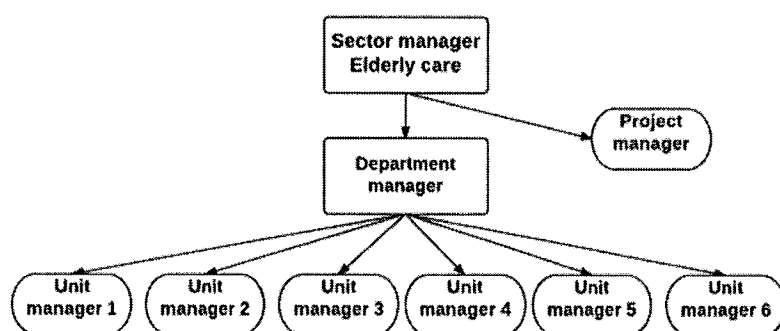 Sector manager
Elderly care
Project
manager
Department
manager
Unit
manager 1
Unit
manager 2
Unit
manager 3
Unit
manager 4
Unit
manager 5
Unit
manager 6